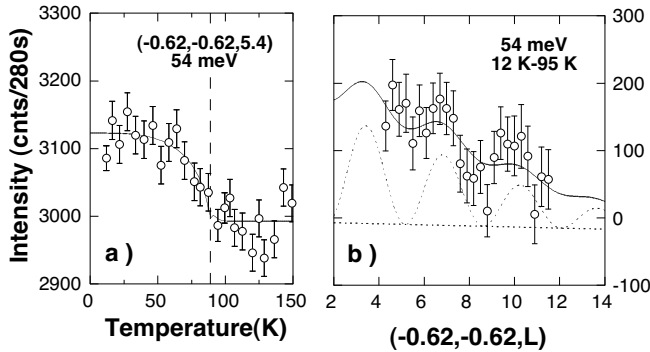 (-0.62,-0.62,5.4)
54 meV
3300
3200
3100
3000
2900
Intensity (cnts/280s)
a )
0
50
100
150
Temperature(K)
54 meV
12 K-95 K
300
200
100
0
-100
b )
2
4
6
8
10
12
14
(-0.62,-0.62,L)